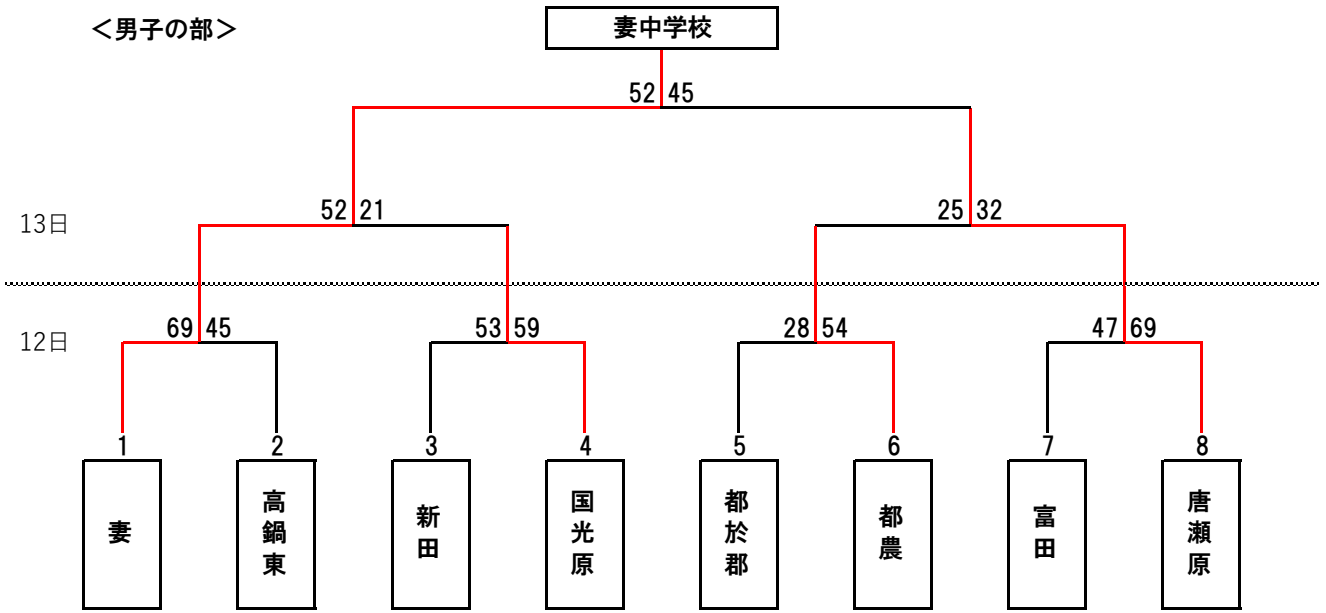 <男子の部>
妻中学校
52 45
13日
52 21
25 32
12日
69 45
53 59
28 54
47 69
1
2
3
4
5
6
7
8
妻
高鍋東
新田
国光原
都於郡
都農
富田
唐瀬原